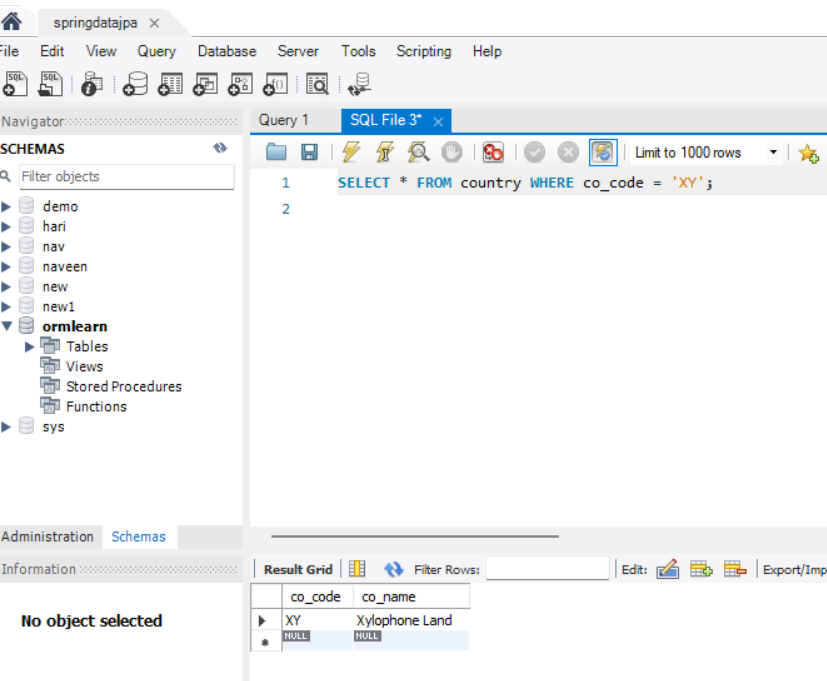 springdatajpa ×
File Edit View Query Database Server Tools Scripting Help
SQL SQL
Navigator
Query 1 SQL File 3* ×
SCHEMAS
Filter objects
Limit to 1000 rows
1 SELECT * FROM country WHERE co_code = 'XY';
2
demo
hari
nav
naveen
new
new1
ormlearn
Tables
Views
Stored Procedures
Functions
sys
Administration Schemas
Information
No object selected
Result Grid Filter Rows: Edit: Export/Imp
co_code co_name
XY Xylophone Land
NULL NULL